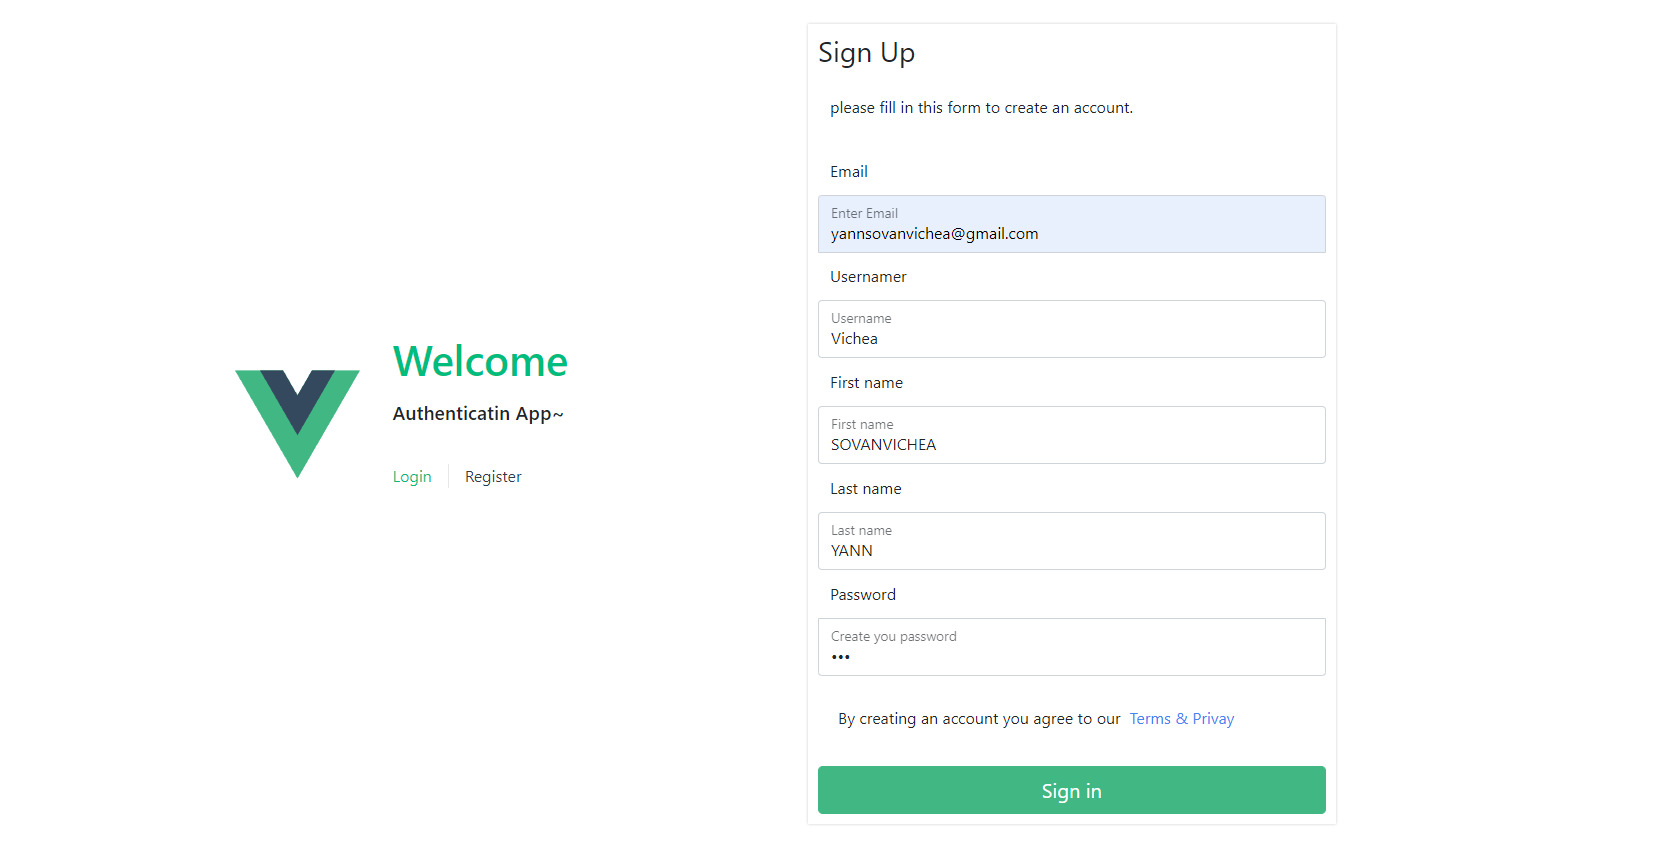 Welcome
Authenticatin App~
Login Register
Sign Up
please fill in this form to create an account.
Email
Enter Email
yannsovanvichea@gmail.com
Usernamer
Username
Vichea
First name
First name
SOVANVICHEA
Last name
Last name
YANN
Password
Create you password
•••
By creating an account you agree to our Terms & Privay
Sign in